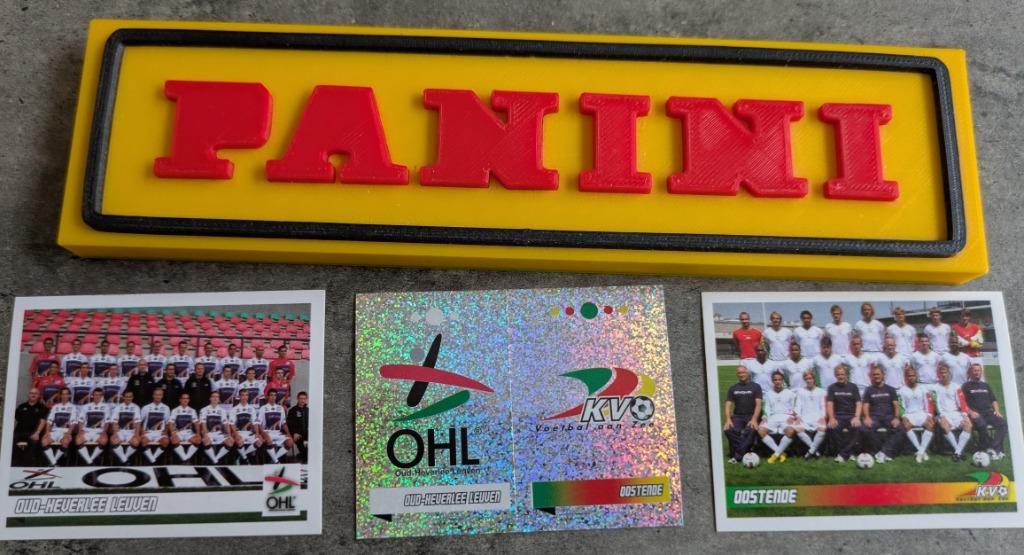 PANINI
OHL
OHL
OHL
OUD-HEVERLEE LEUVEN
OHL
Oud-Heverlee Leuven
OUD-HEVERLEE LEUVEN
KVO
Voetbal aan Zee
OOSTENDE
OOSTENDE
KVO